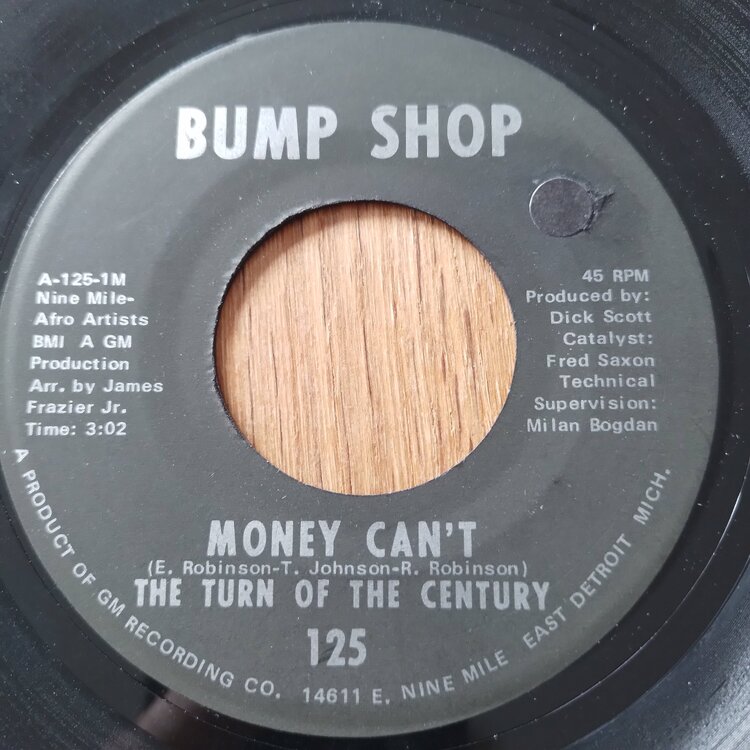 BUMP SHOP
A-125-1M
Nine Mile-
Afro Artists
BMI A GM
Production
Arr. by James
Frazier Jr.
Time: 3:02
45 RPM
Produced by:
Dick Scott
Catalyst:
Fred Saxon
Technical
Supervision:
Milan Bogdan
MONEY CAN'T
(E. Robinson-T. Johnson-R. Robinson)
THE TURN OF THE CENTURY
125
A PRODUCT OF GM RECORDING CO. 14611 E. NINE MILE EAST DETROIT MICH.